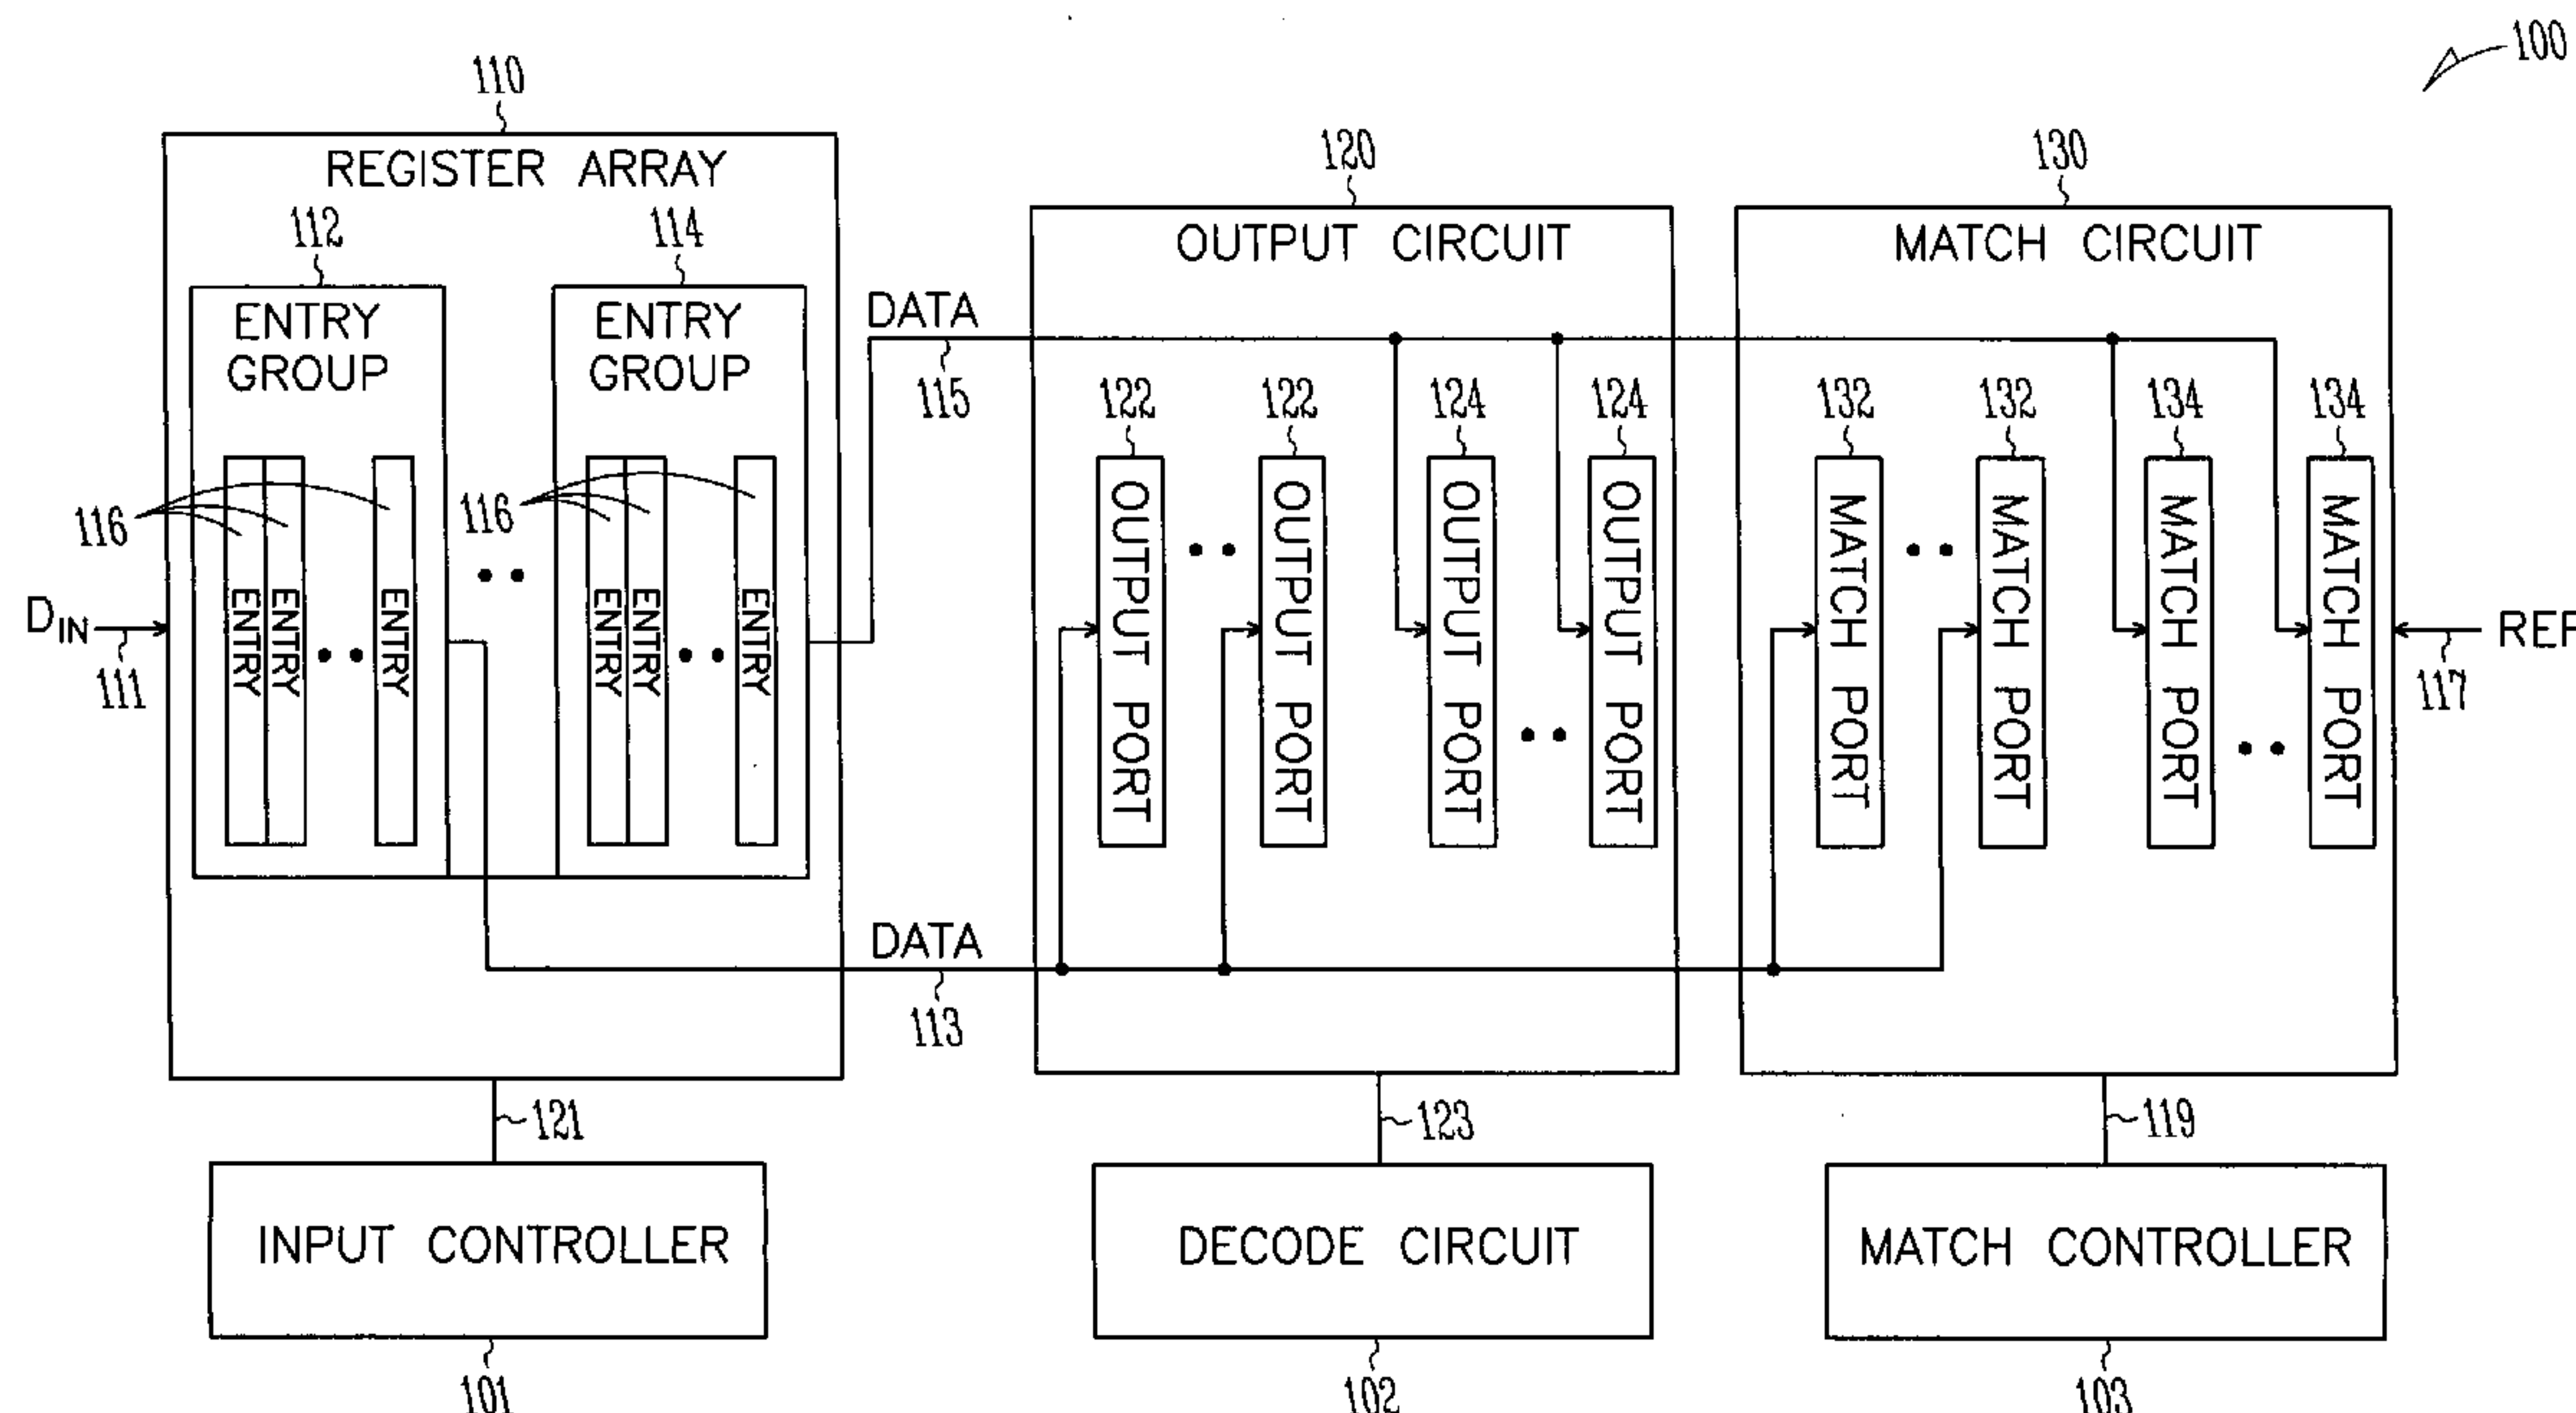 100
110
REGISTER ARRAY
112
114
ENTRY GROUP
ENTRY GROUP
116
116
ENTRY
ENTRY
ENTRY
ENTRY
ENTRY
ENTRY
D_IN
111
DATA
115
DATA
113
120
OUTPUT CIRCUIT
122
122
124
124
OUTPUT PORT
OUTPUT PORT
OUTPUT PORT
OUTPUT PORT
130
MATCH CIRCUIT
132
132
134
134
MATCH PORT
MATCH PORT
MATCH PORT
MATCH PORT
117
121
123
119
INPUT CONTROLLER
DECODE CIRCUIT
MATCH CONTROLLER
101
102
103